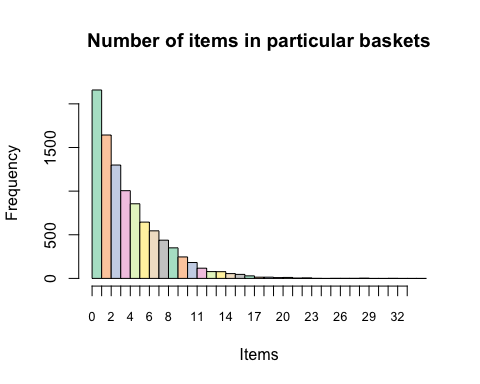 Number of items in particular baskets
Frequency
1500
500
0
0 2 4 6 8 11 14 17 20 23 26 29 32
Items